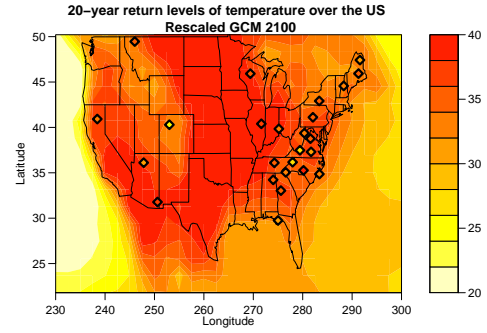 20−year return levels of temperature over the US
Rescaled GCM 2100
50
45
40
35
30
25
Latitude
230 240 250 260 270 280 290 300
Longitude
40
35
30
25
20